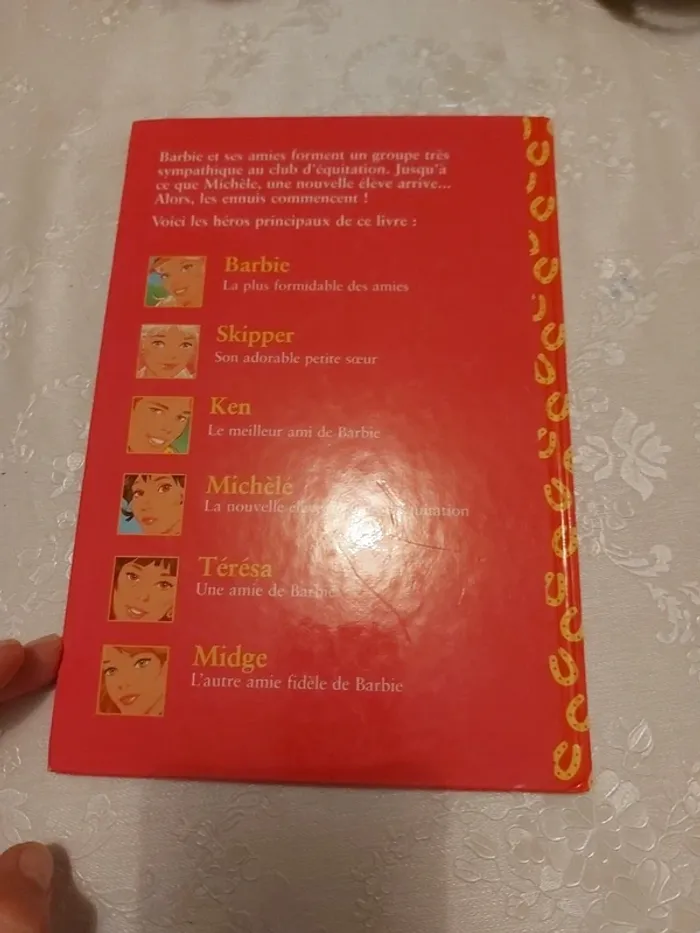 Barbie et ses amies forment un groupe très
sympathique au club d'équitation. Jusqu'à
ce que Michèle, une nouvelle élève arrive...
Alors, les ennuis commencent !
Voici les héros principaux de ce livre :
Barbie
La plus formidable des amies
Skipper
Son adorable petite sœur
Ken
Le meilleur ami de Barbie
Michèle
La nouvelle équitation
Térésa
Une amie de Barbie
Midge
L'autre amie fidèle de Barbie